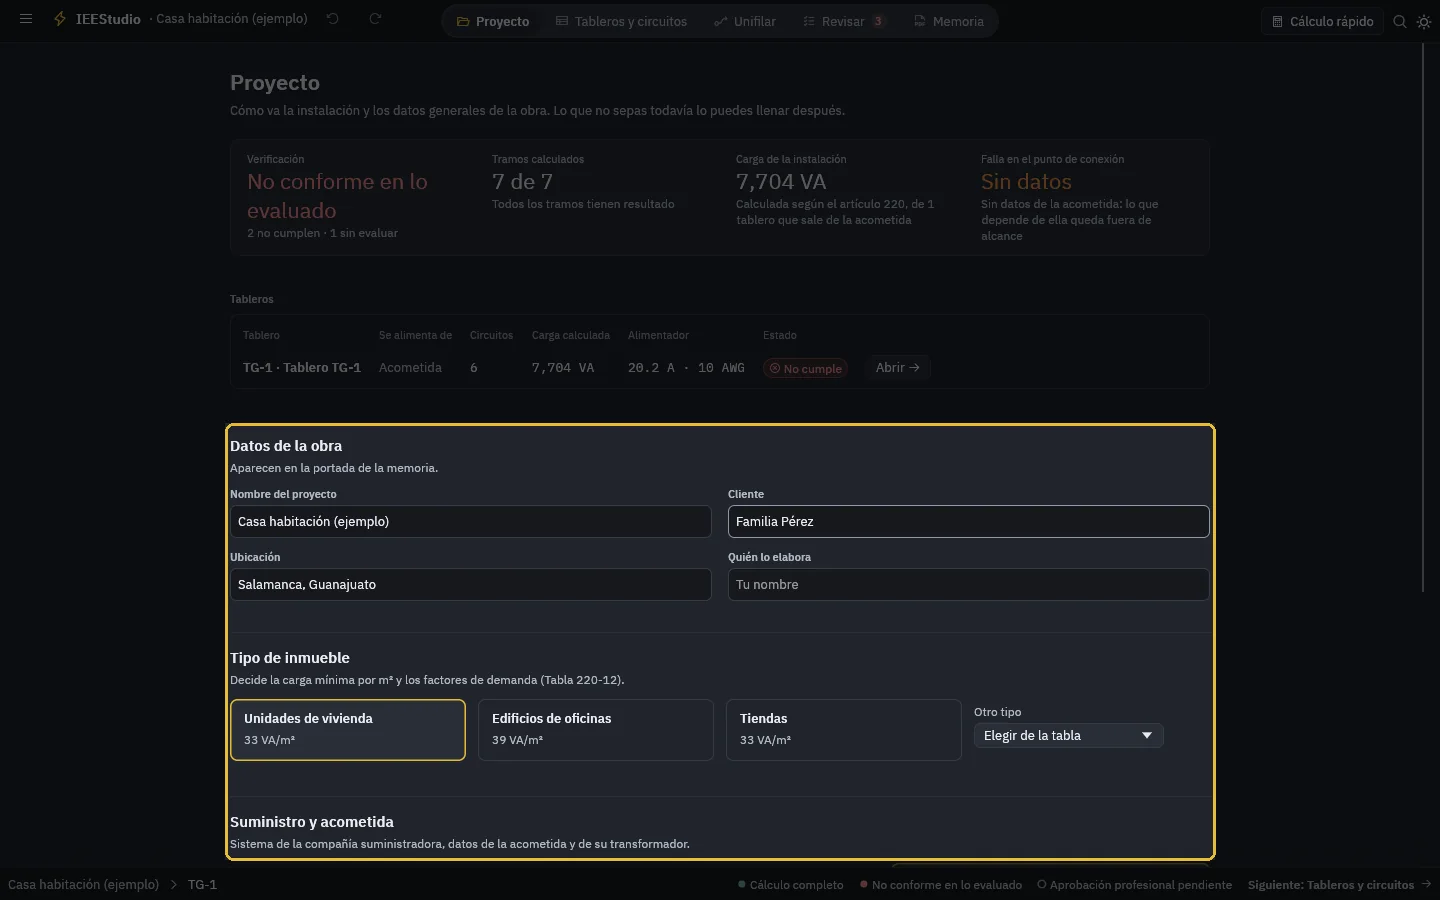 IEEStudio · Casa habitación (ejemplo)
Proyecto
Tableros y circuitos
Unifilar
Revisar 3
Memoria
Cálculo rápido
Proyecto
Cómo va la instalación y los datos generales de la obra. Lo que no sepas todavía lo puedes llenar después.
Verificación
No conforme en lo
evaluado
2 no cumplen · 1 sin evaluar
Tramos calculados
7 de 7
Todos los tramos tienen resultado
Carga de la instalación
7,704 VA
Calculada según el artículo 220, de 1
tablero que sale de la acometida
Falla en el punto de conexión
Sin datos
Sin datos de la acometida: lo que
depende de ella queda fuera de
alcance
Tableros
Tablero Se alimenta de Circuitos Carga calculada Alimentador Estado
TG-1 · Tablero TG-1 Acometida 6 7,704 VA 20.2 A · 10 AWG No cumple Abrir →
Datos de la obra
Aparecen en la portada de la memoria.
Nombre del proyecto
Casa habitación (ejemplo)
Cliente
Familia Pérez
Ubicación
Salamanca, Guanajuato
Quién lo elabora
Tu nombre
Tipo de inmueble
Decide la carga mínima por m² y los factores de demanda (Tabla 220-12).
Unidades de vivienda
33 VA/m²
Edificios de oficinas
39 VA/m²
Tiendas
33 VA/m²
Otro tipo
Elegir de la tabla
Suministro y acometida
Sistema de la compañía suministradora, datos de la acometida y de su transformador.
Casa habitación (ejemplo) > TG-1
Cálculo completo
No conforme en lo evaluado
Aprobación profesional pendiente
Siguiente: Tableros y circuitos →